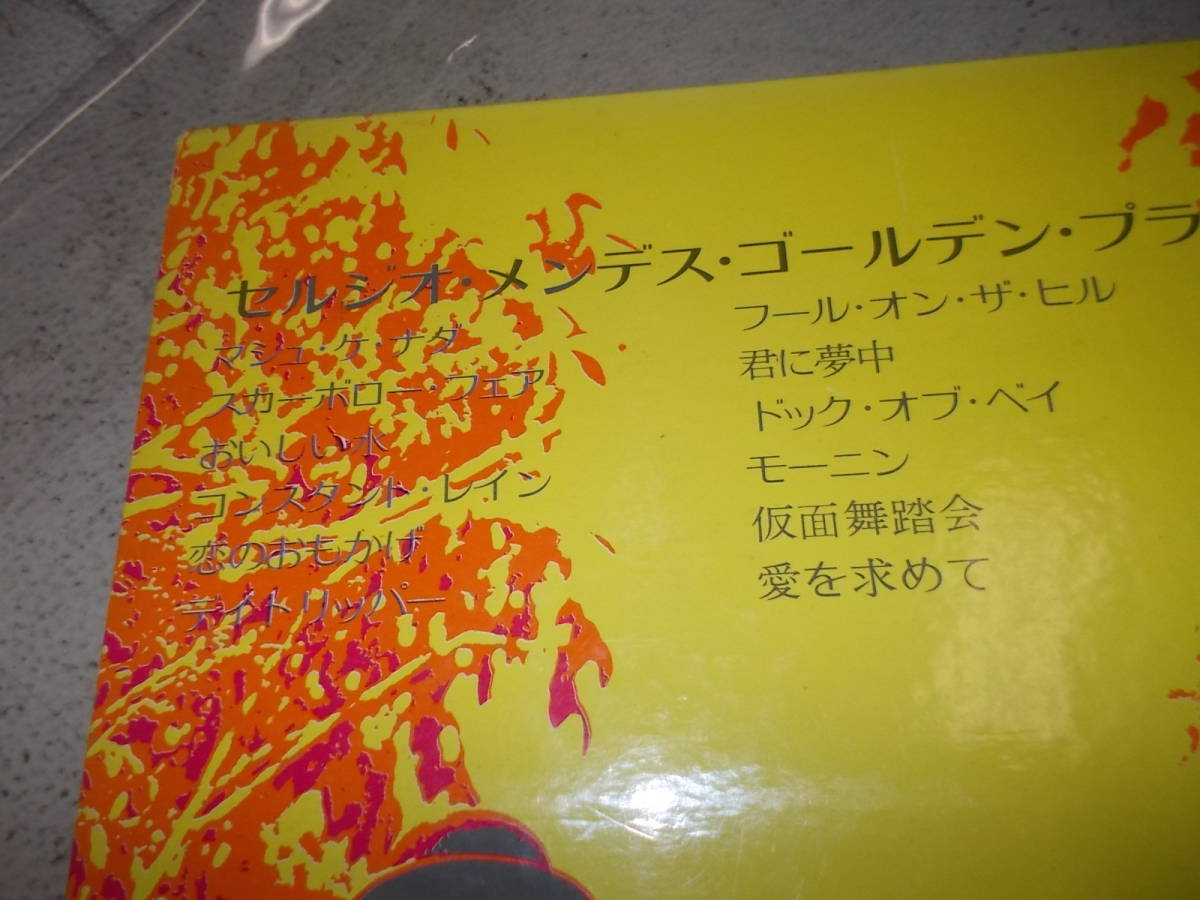 セルジオ・メンデス・ゴールデン・プラ
マシュ・ケ・ナダ
スカーボロー・フェア
おいしい水
コンスタント・レイン
恋のおもかげ
デイトリッパー
フール・オン・ザ・ヒル
君に夢中
ドック・オブ・ベイ
モーニン
仮面舞踏会
愛を求めて